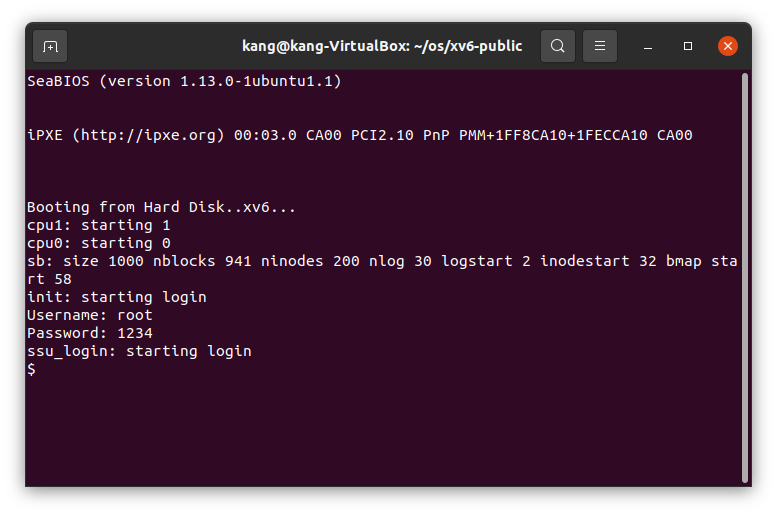 kang@kang-VirtualBox: ~/os/xv6-public
SeaBIOS (version 1.13.0-1ubuntu1.1)
iPXE (http://ipxe.org) 00:03.0 CA00 PCI2.10 PnP PMM+1FF8CA10+1FECCA10 CA00
Booting from Hard Disk..xv6...
cpu1: starting 1
cpu0: starting 0
sb: size 1000 nblocks 941 ninodes 200 nlog 30 logstart 2 inodestart 32 bmap sta
rt 58
init: starting login
Username: root
Password: 1234
ssu_login: starting login
$